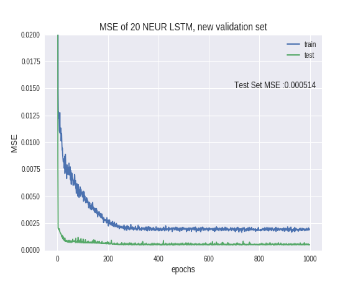 MSE of 20 NEUR LSTM, new validation set
0.0200
0.0175
0.0150
0.0125
0.0100
0.0075
0.0050
0.0025
0.0000
MSE
train
test
Test Set MSE :0.000514
0
200
400
600
800
1000
epochs